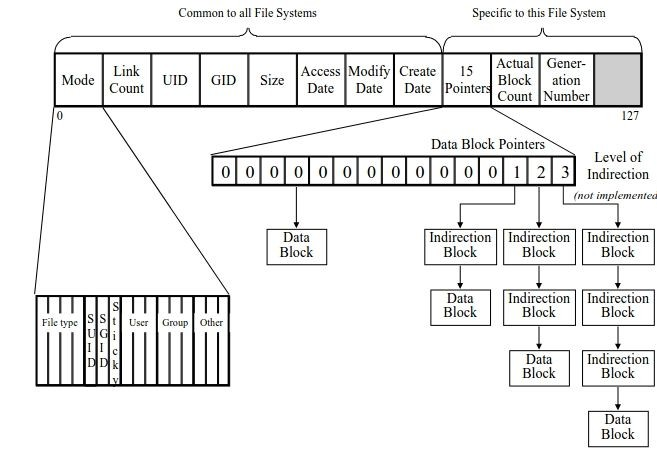 Common to all File Systems
Specific to this File System
Mode
Link
Count
UID
GID
Size
Access
Date
Modify
Date
Create
Date
15
Pointers
Actual
Block
Count
Gener-
ation
Number
0
127
Data Block Pointers
Level of
Indirection
(not implemented
0 0 0 0 0 0 0 0 0 0 0 0 1 2 3
Data
Block
Indirection
Block
Indirection
Block
Indirection
Block
Data
Block
Indirection
Block
Indirection
Block
Data
Block
Indirection
Block
Data
Block
File type
SUID
SGID
Sticky
User
Group
Other